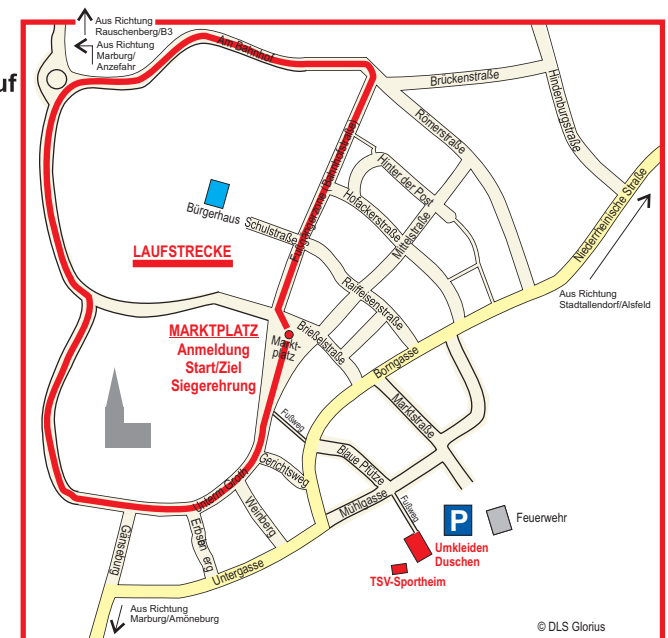 Aus Richtung
Rauschenberg/B3
Aus Richtung
Marburg/
Anzefahr
uf
Am Bahnhof
Brückenstraße
Hindenburgstraße
Römerstraße
Fußgängerzone (Bahnhofstraße)
Hinter der Post
Hofackerstraße
Mittelstraße
Niederrheinische Straße
Bürgerhaus
Schulstraße
LAUFSTRECKE
Raiffeisenstraße
Aus Richtung
Stadtallendorf/Alsfeld
MARKTPLATZ
Anmeldung
Start/Ziel
Siegerehrung
Markt-
platz
Brießelstraße
Borngasse
Marktstraße
Fußweg
Blaue Pfütze
Gerichtsweg
Unterm Groth
Weinberg
Mühlgasse
Fußweg
P
Feuerwehr
Umkleiden
Duschen
TSV-Sportheim
Gänseburg
Untergasse
Aus Richtung
Marburg/Amöneburg
© DLS Glorius